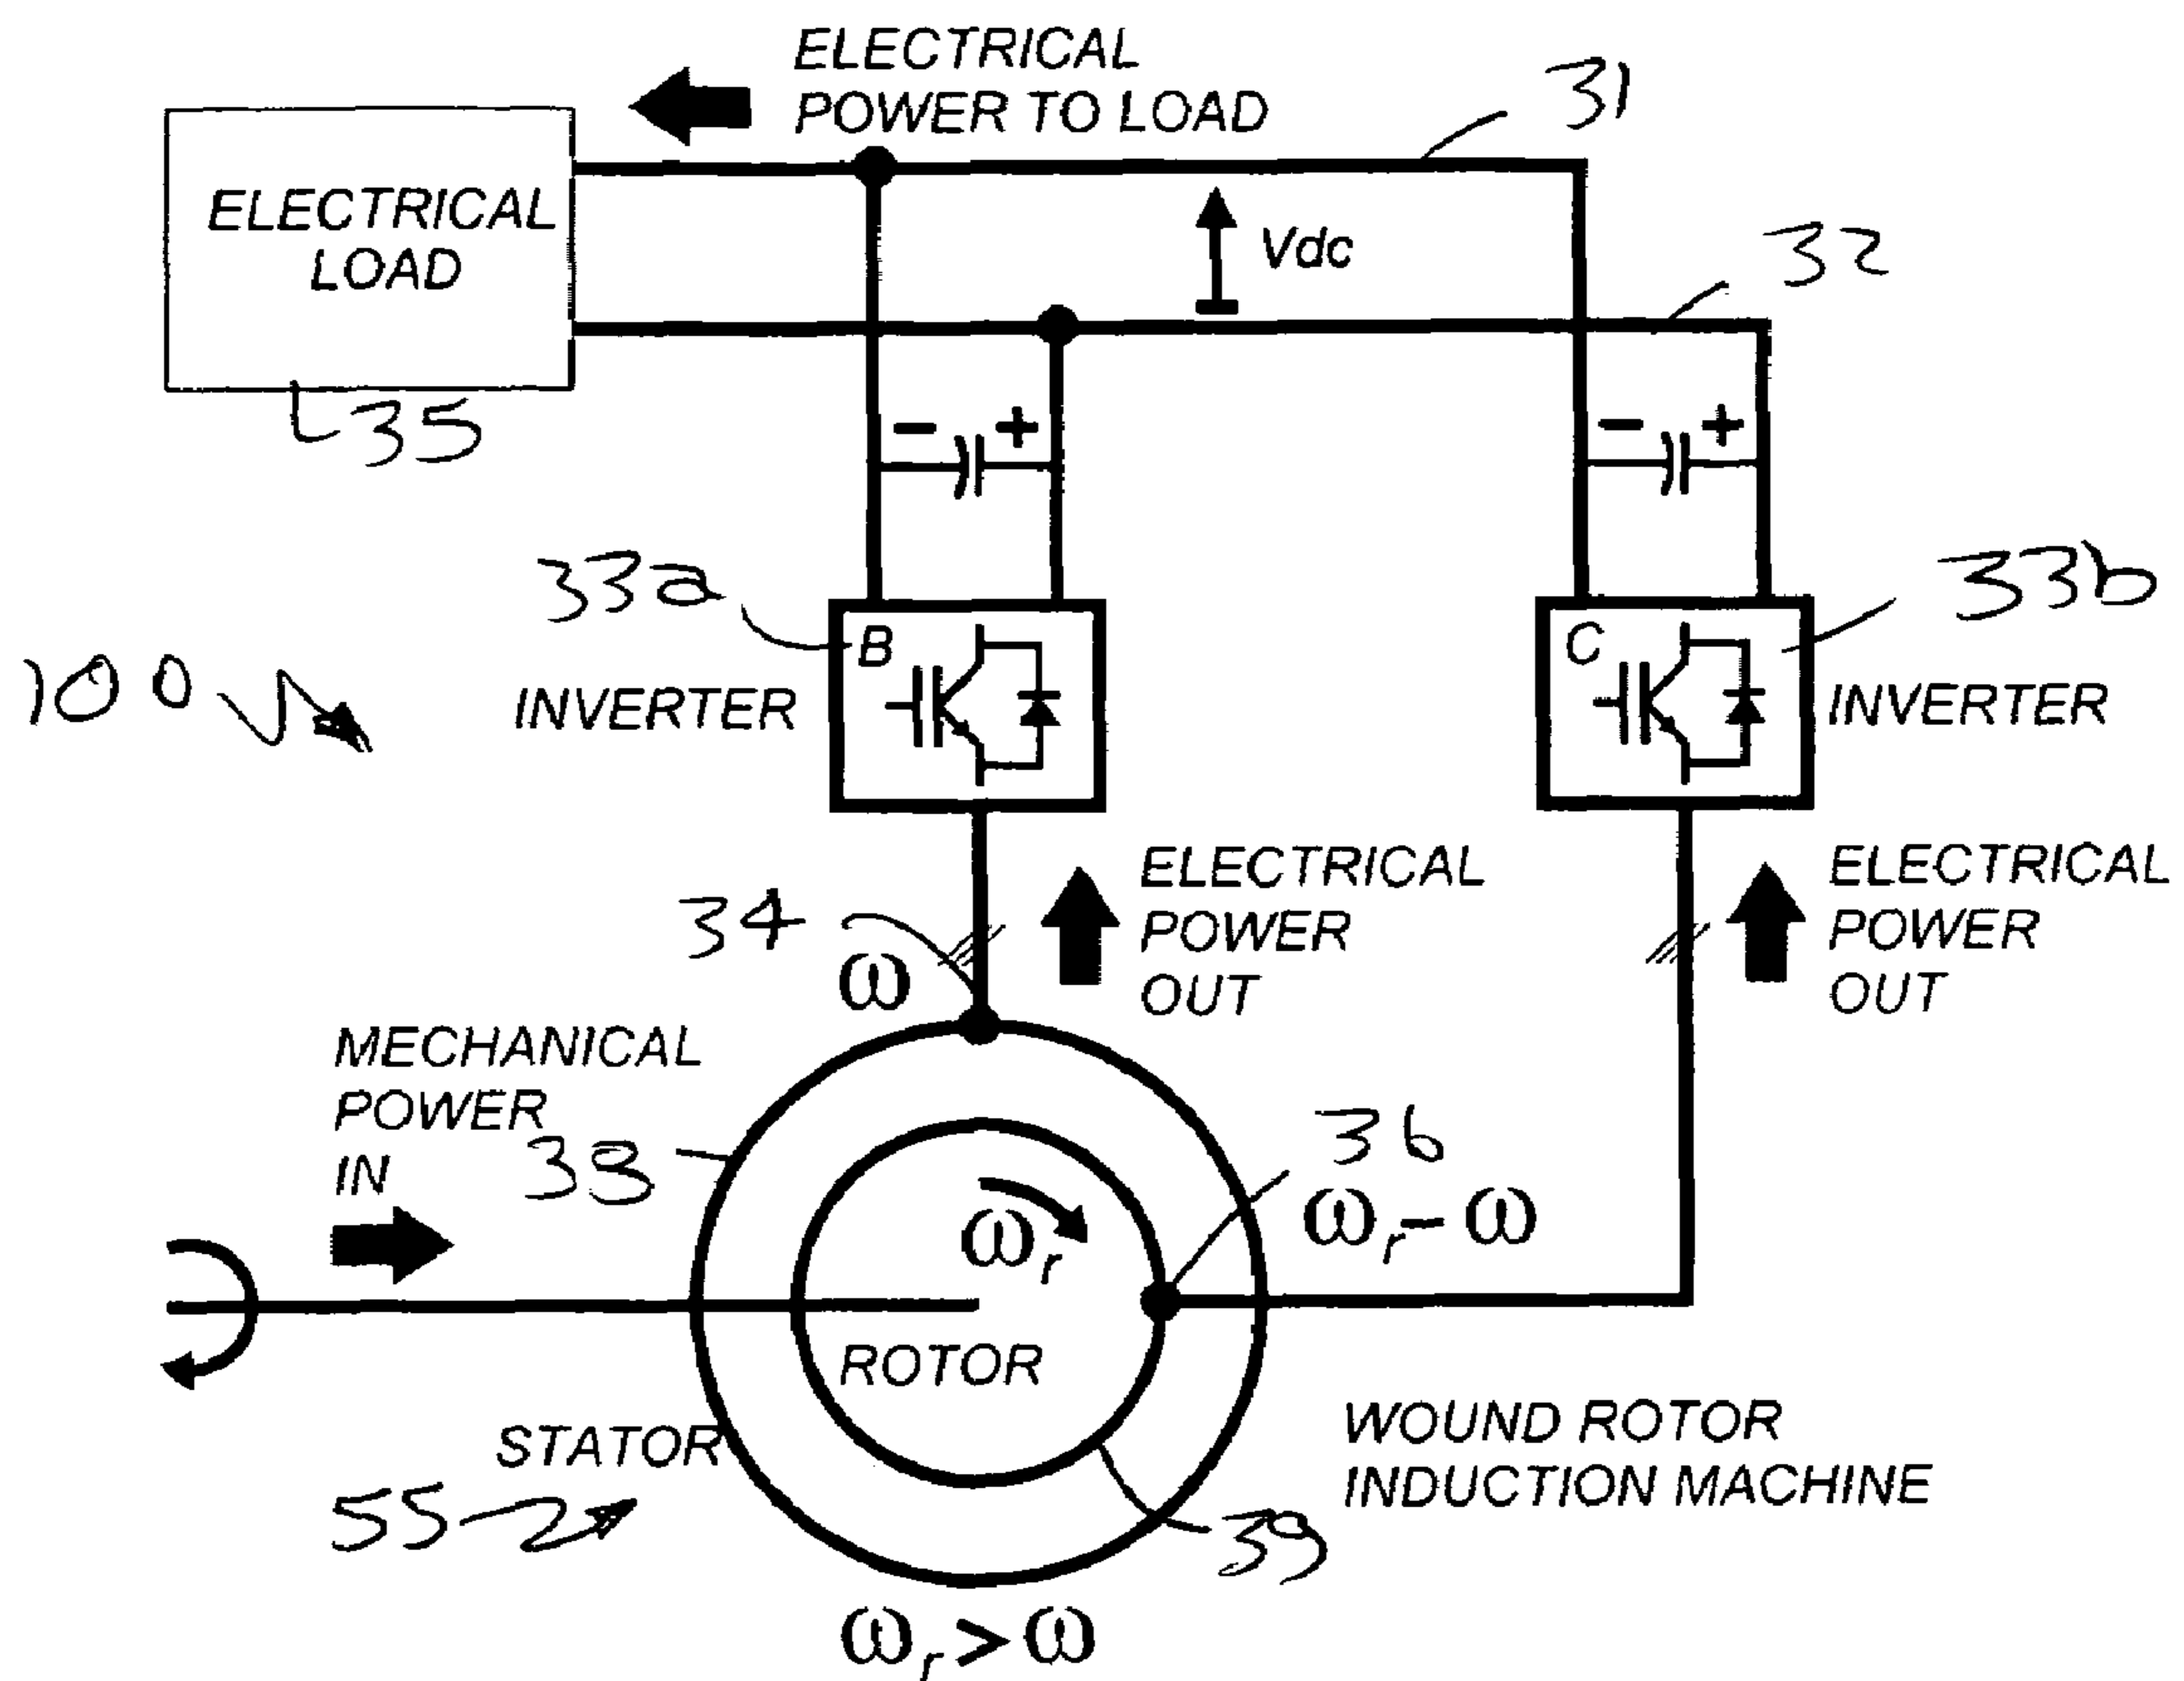 ELECTRICAL
POWER TO LOAD
31
ELECTRICAL
LOAD
Vdc
32
35
- +
- +
33a
33b
B
C
100
INVERTER
INVERTER
ELECTRICAL
POWER
OUT
ELECTRICAL
POWER
OUT
34
ω
MECHANICAL
POWER
IN
38
36
ωr
ωr - ω
ROTOR
STATOR
WOUND ROTOR
INDUCTION MACHINE
55
39
ωr > ω